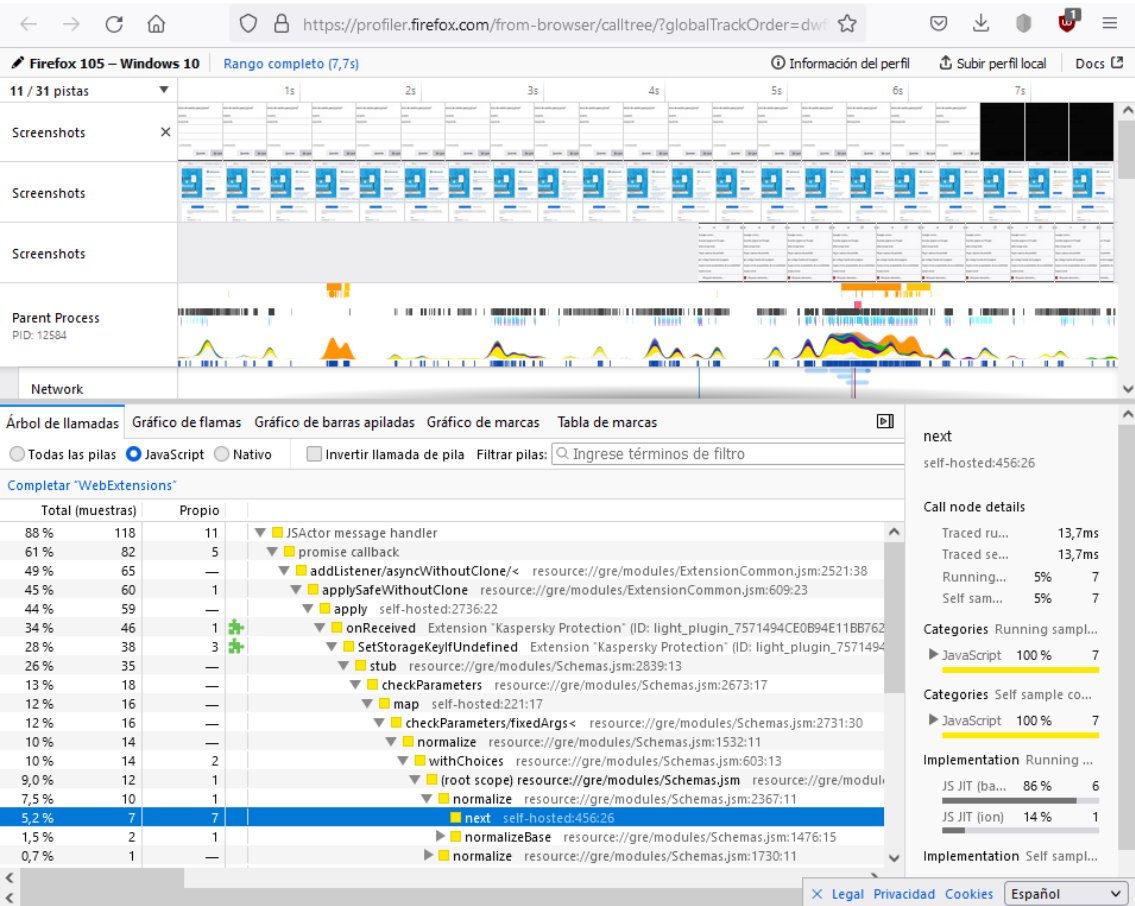 https://profiler.firefox.com/from-browser/calltree/?globalTrackOrder=dwf
1
Firefox 105 – Windows 10 Rango completo (7,7s) Información del perfil Subir perfil local Docs
11 / 31 pistas 1s 2s 3s 4s 5s 6s 7s
Screenshots
Screenshots
Screenshots
Parent Process
PID: 12584
Network
Árbol de llamadas Gráfico de flamas Gráfico de barras apiladas Gráfico de marcas Tabla de marcas
Todas las pilas JavaScript Nativo Invertir llamada de pila Filtrar pilas: Ingrese términos de filtro
Completar "WebExtensions"
Total (muestras) Propio
88 % 118 11 JSActor message handler
61 % 82 5 promise callback
49 % 65 — addListener/asyncWithoutClone/< resource://gre/modules/ExtensionCommon.jsm:2521:38
45 % 60 1 applySafeWithoutClone resource://gre/modules/ExtensionCommon.jsm:609:23
44 % 59 — apply self-hosted:2736:22
34 % 46 1 onReceived Extension "Kaspersky Protection" (ID: light_plugin_7571494CE0B94E11BB762
28 % 38 3 SetStorageKeyIfUndefined Extension "Kaspersky Protection" (ID: light_plugin_7571494
26 % 35 — stub resource://gre/modules/Schemas.jsm:2839:13
13 % 18 — checkParameters resource://gre/modules/Schemas.jsm:2673:17
12 % 16 — map self-hosted:221:17
12 % 16 — checkParameters/fixedArgs< resource://gre/modules/Schemas.jsm:2731:30
10 % 14 — normalize resource://gre/modules/Schemas.jsm:1532:11
10 % 14 2 withChoices resource://gre/modules/Schemas.jsm:603:13
9,0 % 12 1 (root scope) resource://gre/modules/Schemas.jsm resource://gre/module
7,5 % 10 1 normalize resource://gre/modules/Schemas.jsm:2367:11
5,2 % 7 7 next self-hosted:456:26
1,5 % 2 1 normalizeBase resource://gre/modules/Schemas.jsm:1476:15
0,7 % 1 — normalize resource://gre/modules/Schemas.jsm:1730:11
next
self-hosted:456:26
Call node details
Traced ru... 13,7ms
Traced se... 13,7ms
Running... 5% 7
Self sam... 5% 7
Categories Running sampl...
JavaScript 100 % 7
Categories Self sample co...
JavaScript 100 % 7
Implementation Running ...
JS JIT (ba... 86 % 6
JS JIT (ion) 14 % 1
Implementation Self sampl...
Legal Privacidad Cookies Español